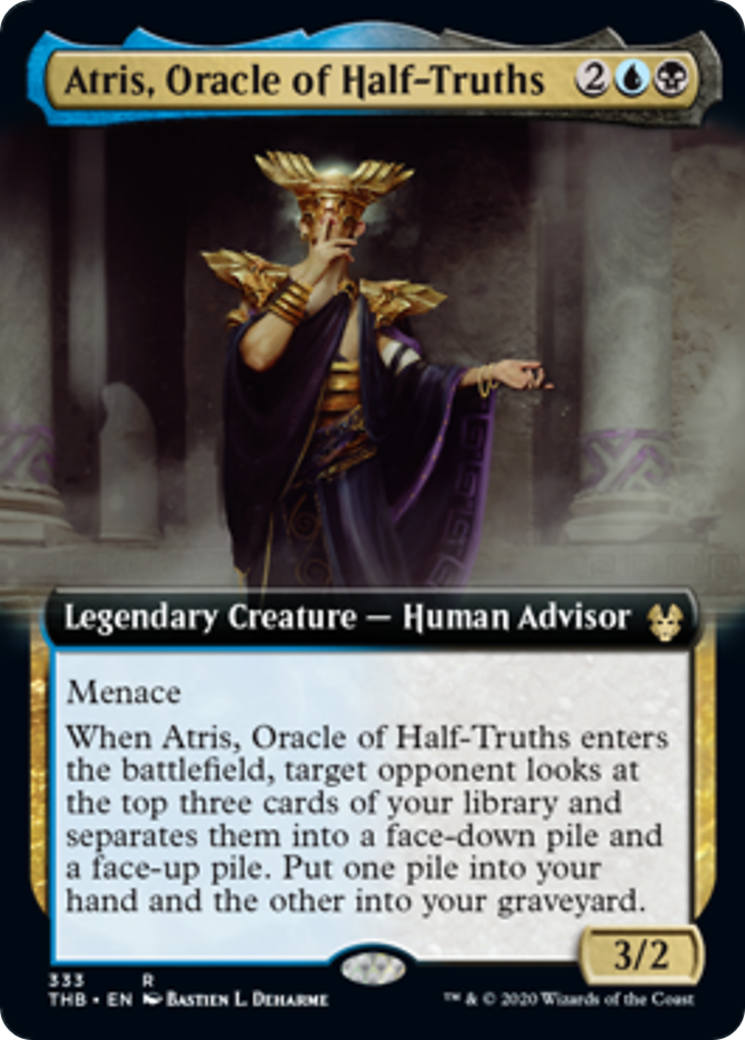 Atris, Oracle of Half-Truths 2
Legendary Creature — Human Advisor
Menace
When Atris, Oracle of Half-Truths enters
the battlefield, target opponent looks at
the top three cards of your library and
separates them into a face-down pile and
a face-up pile. Put one pile into your
hand and the other into your graveyard.
3/2
333 R
THB • EN Bastien L. Deharme
™ & © 2020 Wizards of the Coast